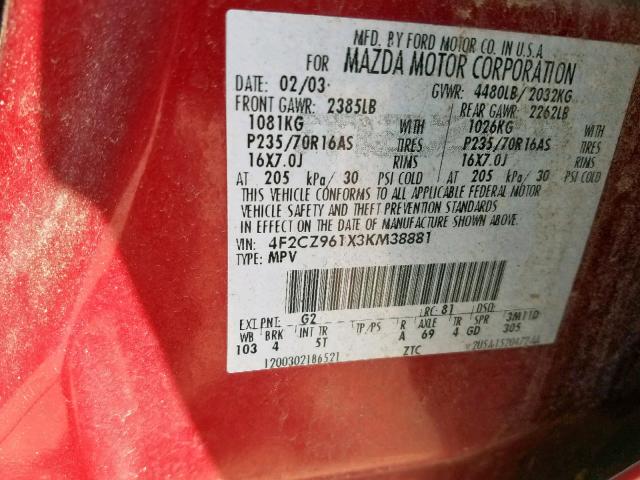 MFD. BY FORD MOTOR CO. IN U.S.A.
FOR MAZDA MOTOR CORPORATION
DATE: 02/03 GVWR: 4480LB/2032KG
FRONT GAWR: 2385LB REAR GAWR: 2262LB
1081KG WITH 1026KG WITH
P235/70R16AS TIRES P235/70R16AS TIRES
16X7.0J RIMS 16X7.0J RIMS
AT 205 kPa/ 30 PSI COLD AT 205 kPa/ 30 PSI COLD
THIS VEHICLE CONFORMS TO ALL APPLICABLE FEDERAL MOTOR
VEHICLE SAFETY AND THEFT PREVENTION STANDARDS
IN EFFECT ON THE DATE OF MANUFACTURE SHOWN ABOVE.
VIN: 4F2CZ961X3KM38881
TYPE: MPV
EXT PNT: G2 RC: 81 DSO:
WB BRK INT TR TP/PS R AXLE TR SPR 3M11D
103 4 5T A 69 4 GD 305
1200302186521 ZTC